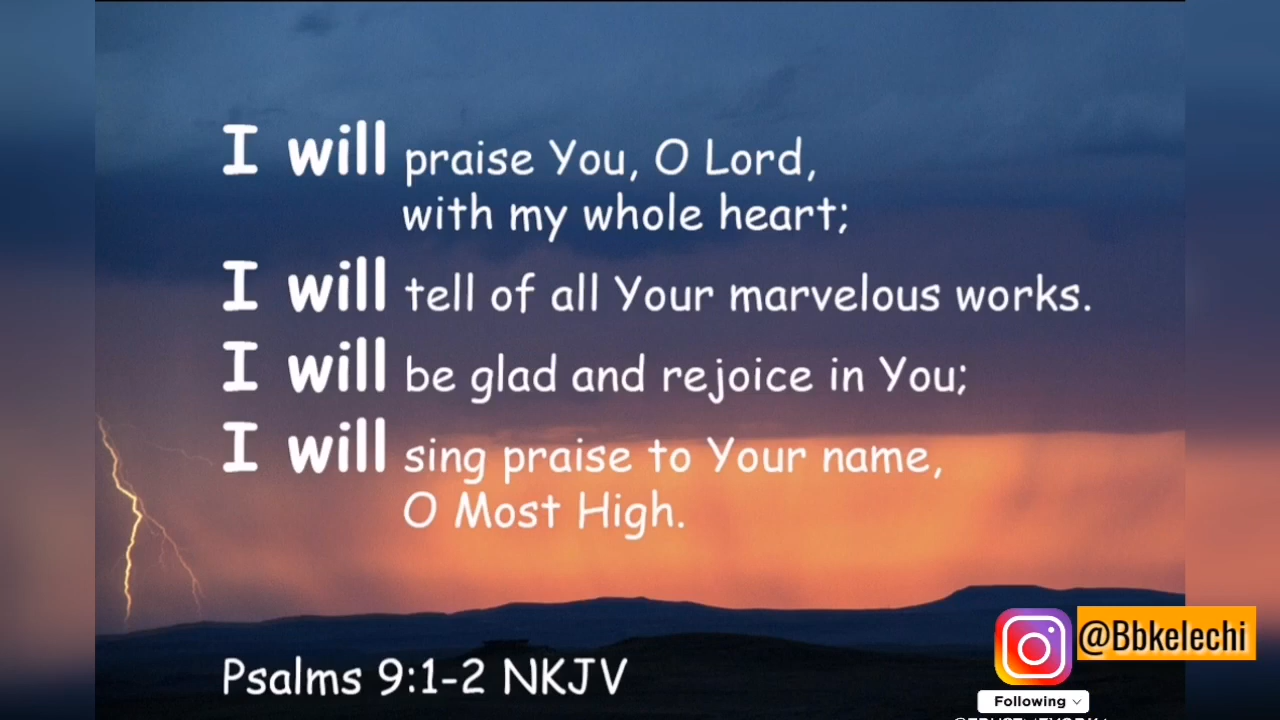 I will praise You, O Lord,
with my whole heart;
I will tell of all Your marvelous works.
I will be glad and rejoice in You;
I will sing praise to Your name,
O Most High.
Psalms 9:1-2 NKJV
@Bbkelechi
Following